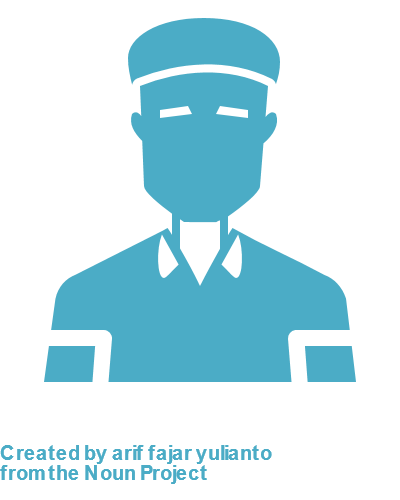 Created by arif fajar yulianto
from the Noun Project